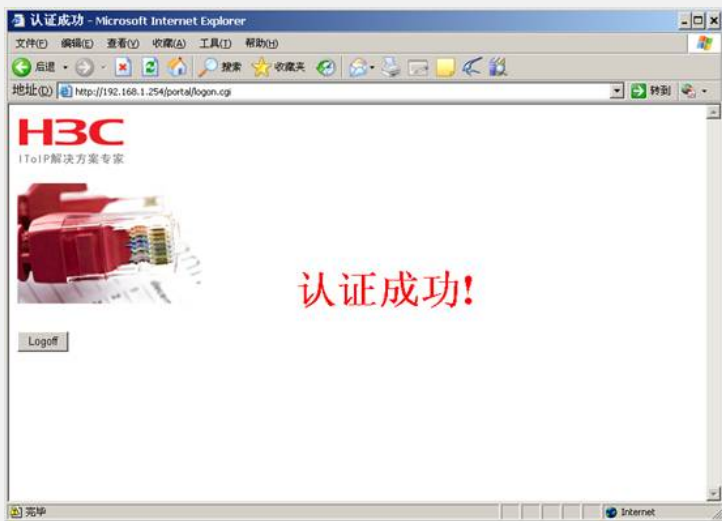 认证成功 - Microsoft Internet Explorer
文件(F) 编辑(E) 查看(V) 收藏(A) 工具(T) 帮助(H)
后退 搜索 收藏夹
地址(D) http://192.168.1.254/portal/logon.cgi 转到
H3C
IToIP解决方案专家
认证成功!
Logoff
完毕 Internet